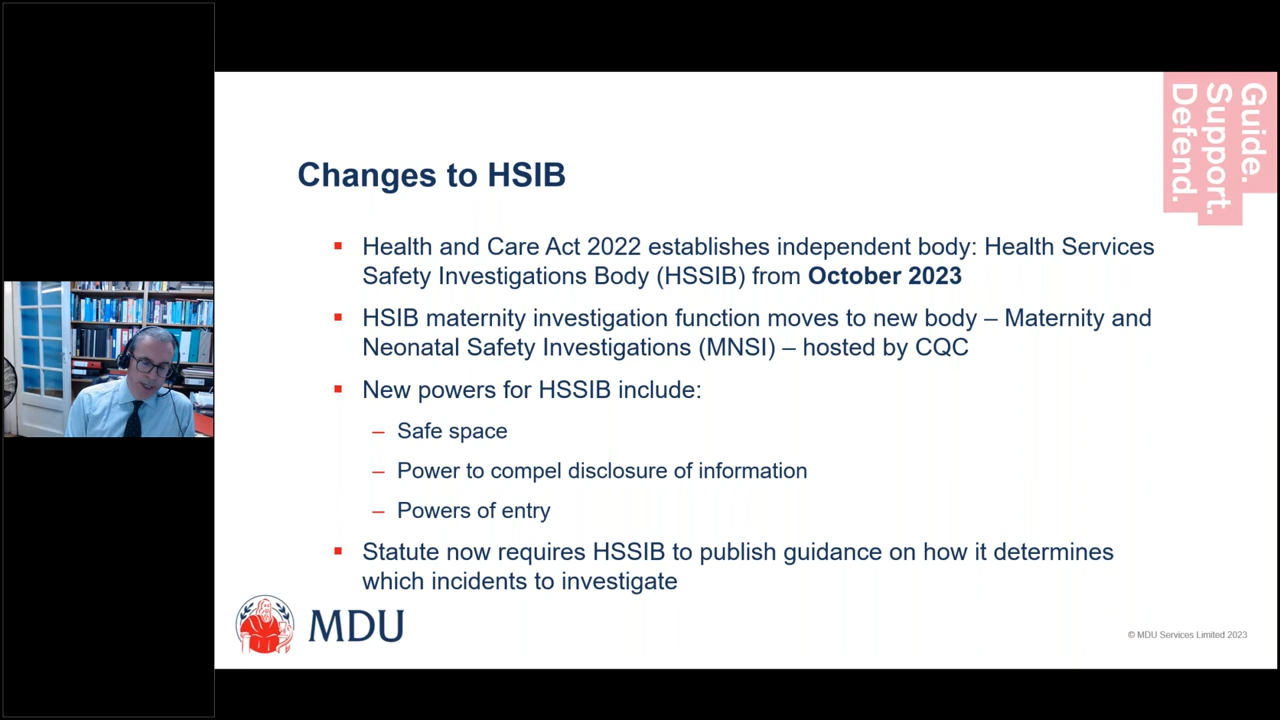 Guide.
Support.
Defend.
Changes to HSIB
▪ Health and Care Act 2022 establishes independent body: Health Services
Safety Investigations Body (HSSIB) from October 2023
▪ HSIB maternity investigation function moves to new body – Maternity and
Neonatal Safety Investigations (MNSI) – hosted by CQC
▪ New powers for HSSIB include:
– Safe space
– Power to compel disclosure of information
– Powers of entry
▪ Statute now requires HSSIB to publish guidance on how it determines
which incidents to investigate
MDU
© MDU Services Limited 2023